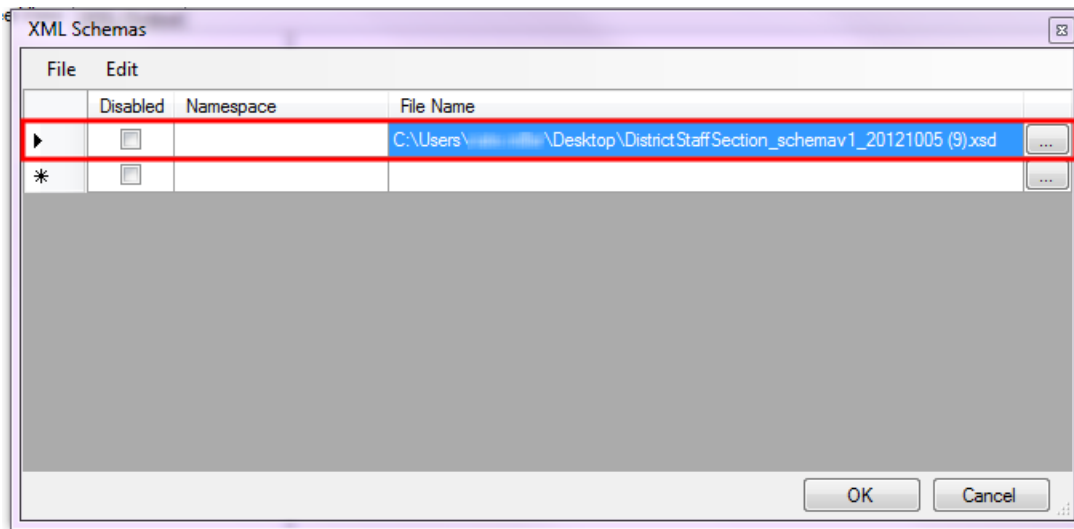 XML Schemas
File Edit
Disabled Namespace File Name
C:\Users\ \Desktop\DistrictStaffSection_schemav1_20121005 (9).xsd ...
...
OK Cancel